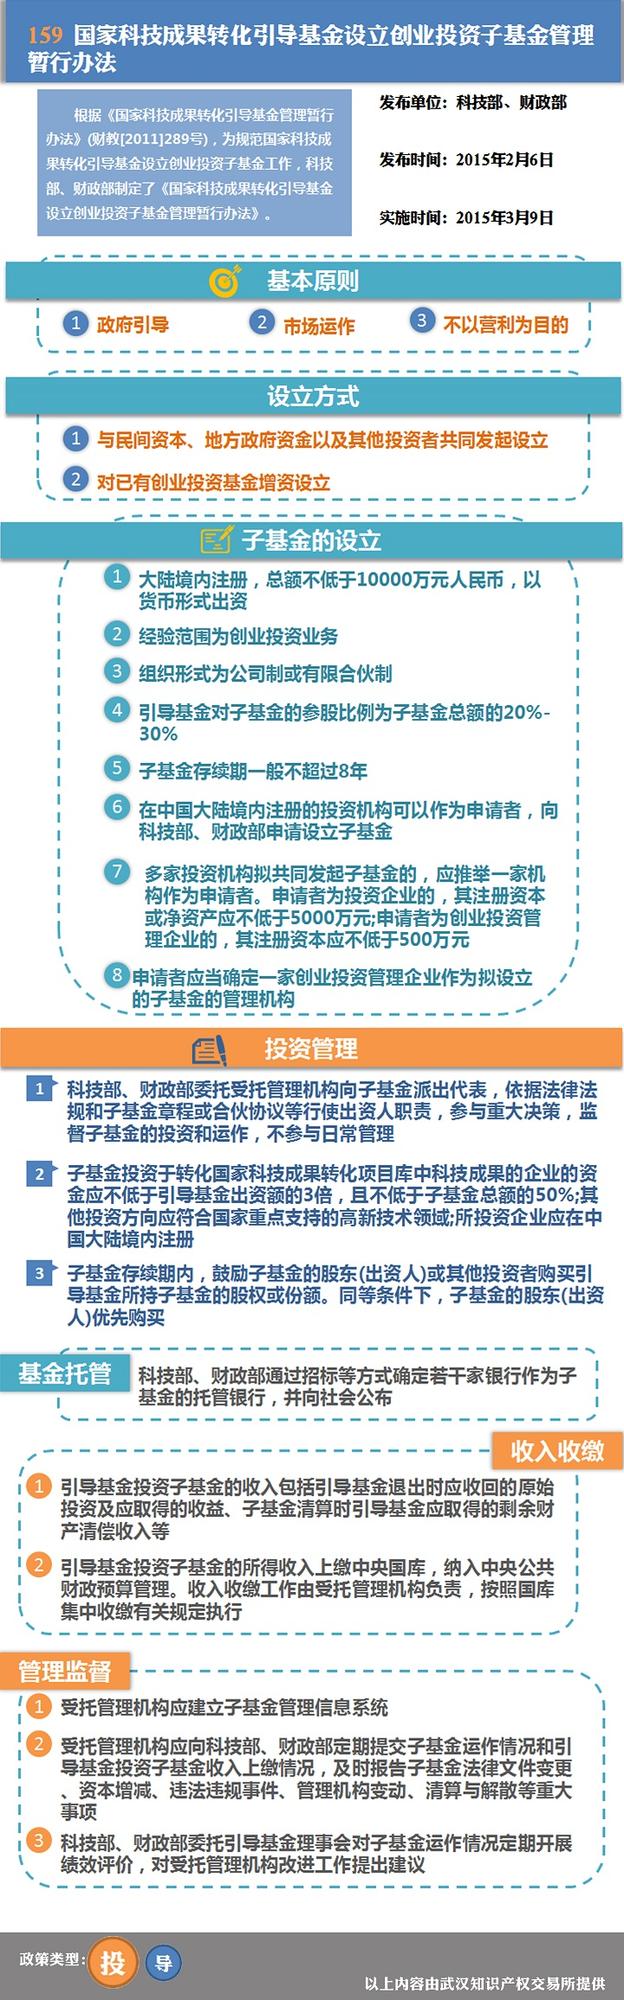 159 国家科技成果转化引导基金设立创业投资子基金管理
暂行办法
根据《国家科技成果转化引导基金管理暂行
办法》(财教[2011]289号)，为规范国家科技成
果转化引导基金设立创业投资子基金工作，科技
部、财政部制定了《国家科技成果转化引导基金
设立创业投资子基金管理暂行办法》。
发布单位：科技部、财政部
发布时间：2015年2月6日
实施时间：2015年3月9日
基本原则
1 政府引导
2 市场运作
3 不以营利为目的
设立方式
1 与民间资本、地方政府资金以及其他投资者共同发起设立
2 对已有创业投资基金增资设立
子基金的设立
1 大陆境内注册，总额不低于10000万元人民币，以
货币形式出资
2 经验范围为创业投资业务
3 组织形式为公司制或有限合伙制
4 引导基金对子基金的参股比例为子基金总额的20%-
30%
5 子基金存续期一般不超过8年
6 在中国大陆境内注册的投资机构可以作为申请者，向
科技部、财政部申请设立子基金
7 多家投资机构拟共同发起子基金的，应推举一家机
构作为申请者。申请者为投资企业的，其注册资本
或净资产应不低于5000万元;申请者为创业投资管
理企业的，其注册资本应不低于500万元
8 申请者应当确定一家创业投资管理企业作为拟设立
的子基金的管理机构
投资管理
1 科技部、财政部委托受托管理机构向子基金派出代表，依据法律法
规和子基金章程或合伙协议等行使出资人职责，参与重大决策，监
督子基金的投资和运作，不参与日常管理
2 子基金投资于转化国家科技成果转化项目库中科技成果的企业的资
金应不低于引导基金出资额的3倍，且不低于子基金总额的50%;其
他投资方向应符合国家重点支持的高新技术领域;所投资企业应在中
国大陆境内注册
3 子基金存续期内，鼓励子基金的股东(出资人)或其他投资者购买引
导基金所持子基金的股权或份额。同等条件下，子基金的股东(出资
人)优先购买
基金托管
科技部、财政部通过招标等方式确定若干家银行作为子
基金的托管银行，并向社会公布
收入收缴
1 引导基金投资子基金的收入包括引导基金退出时应收回的原始
投资及应取得的收益、子基金清算时引导基金应取得的剩余财
产清偿收入等
2 引导基金投资子基金的所得收入上缴中央国库，纳入中央公共
财政预算管理。收入收缴工作由受托管理机构负责，按照国库
集中收缴有关规定执行
管理监督
1 受托管理机构应建立子基金管理信息系统
2 受托管理机构应向科技部、财政部定期提交子基金运作情况和引
导基金投资子基金收入上缴情况，及时报告子基金法律文件变更
、资本增减、违法违规事件、管理机构变动、清算与解散等重大
事项
3 科技部、财政部委托引导基金理事会对子基金运作情况定期开展
绩效评价，对受托管理机构改进工作提出建议
政策类型： 投 导
以上内容由武汉知识产权交易所提供